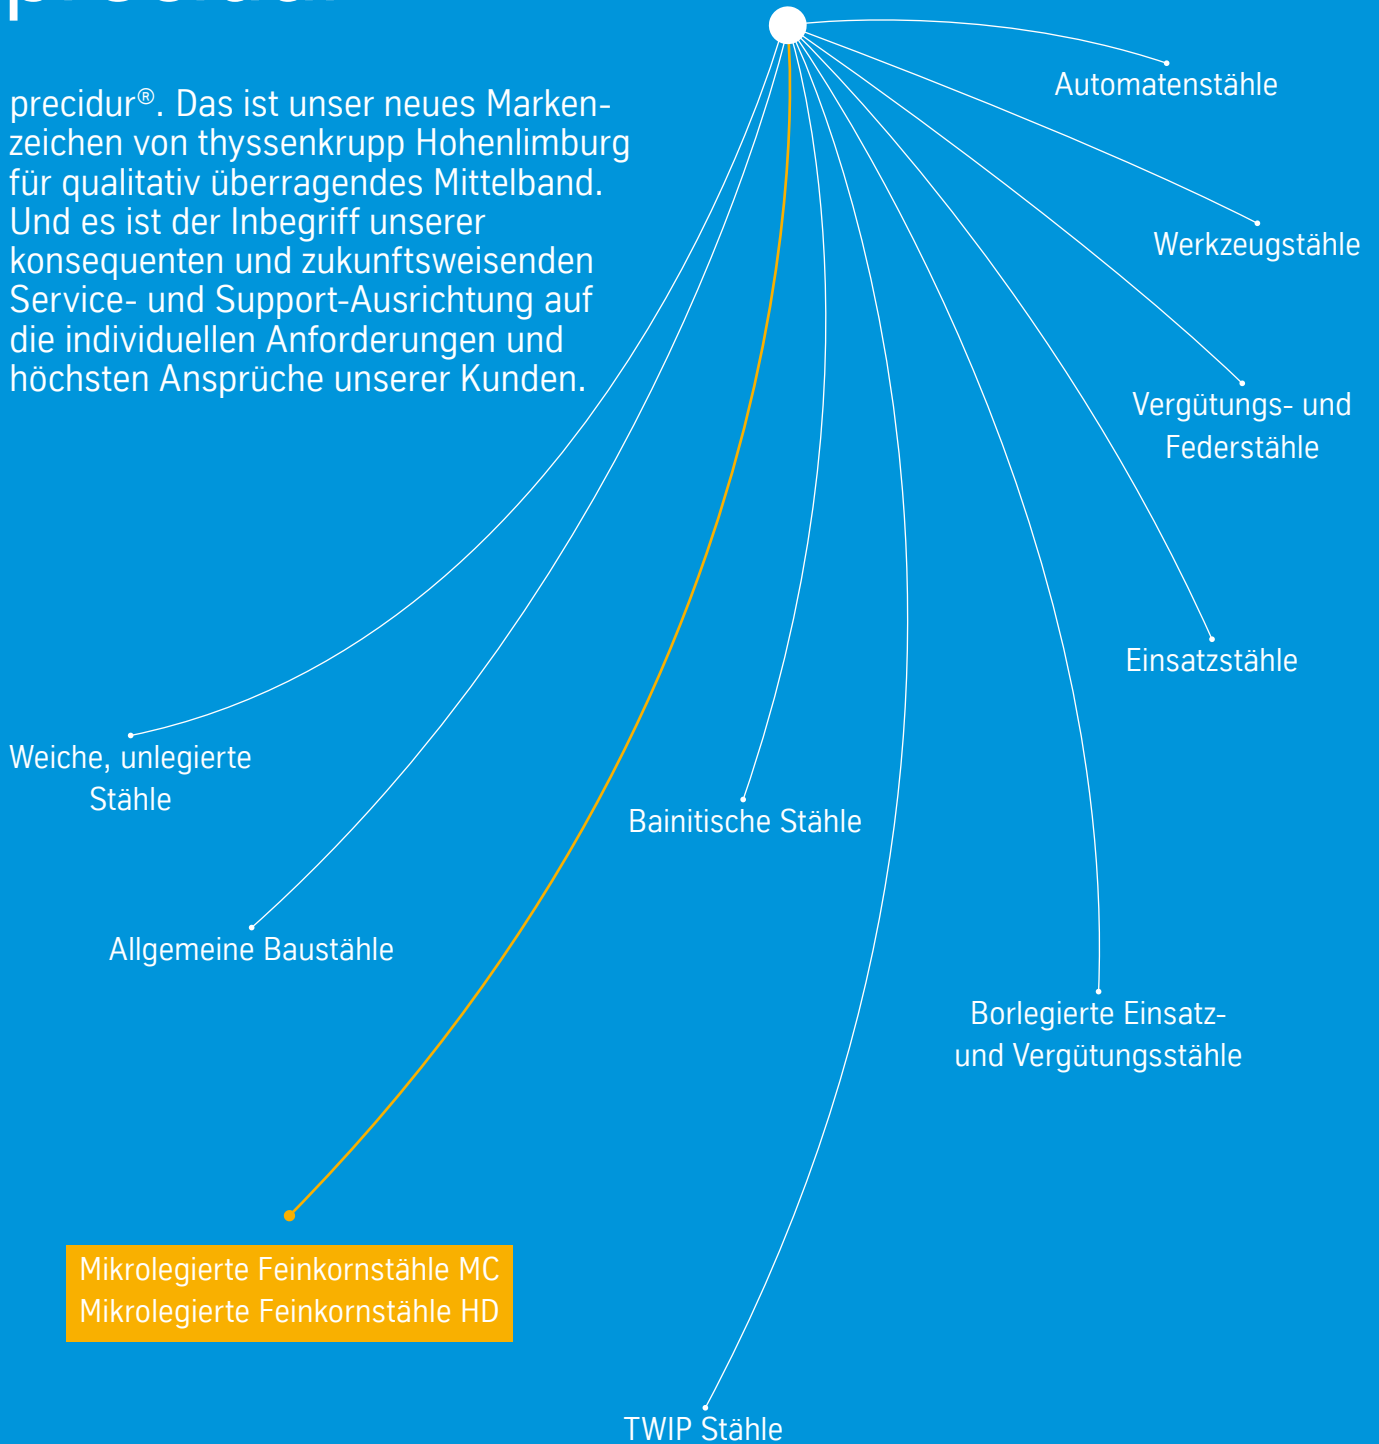 precidur®. Das ist unser neues Marken-
zeichen von thyssenkrupp Hohenlimburg
für qualitativ überragendes Mittelband.
Und es ist der Inbegriff unserer
konsequenten und zukunftsweisenden
Service- und Support-Ausrichtung auf
die individuellen Anforderungen und
höchsten Ansprüche unserer Kunden.
Automatenstähle
Werkzeugstähle
Vergütungs- und
Federstähle
Einsatzstähle
Weiche, unlegierte
Stähle
Bainitische Stähle
Allgemeine Baustähle
Borlegierte Einsatz-
und Vergütungsstähle
Mikrolegierte Feinkornstähle MC
Mikrolegierte Feinkornstähle HD
TWIP Stähle